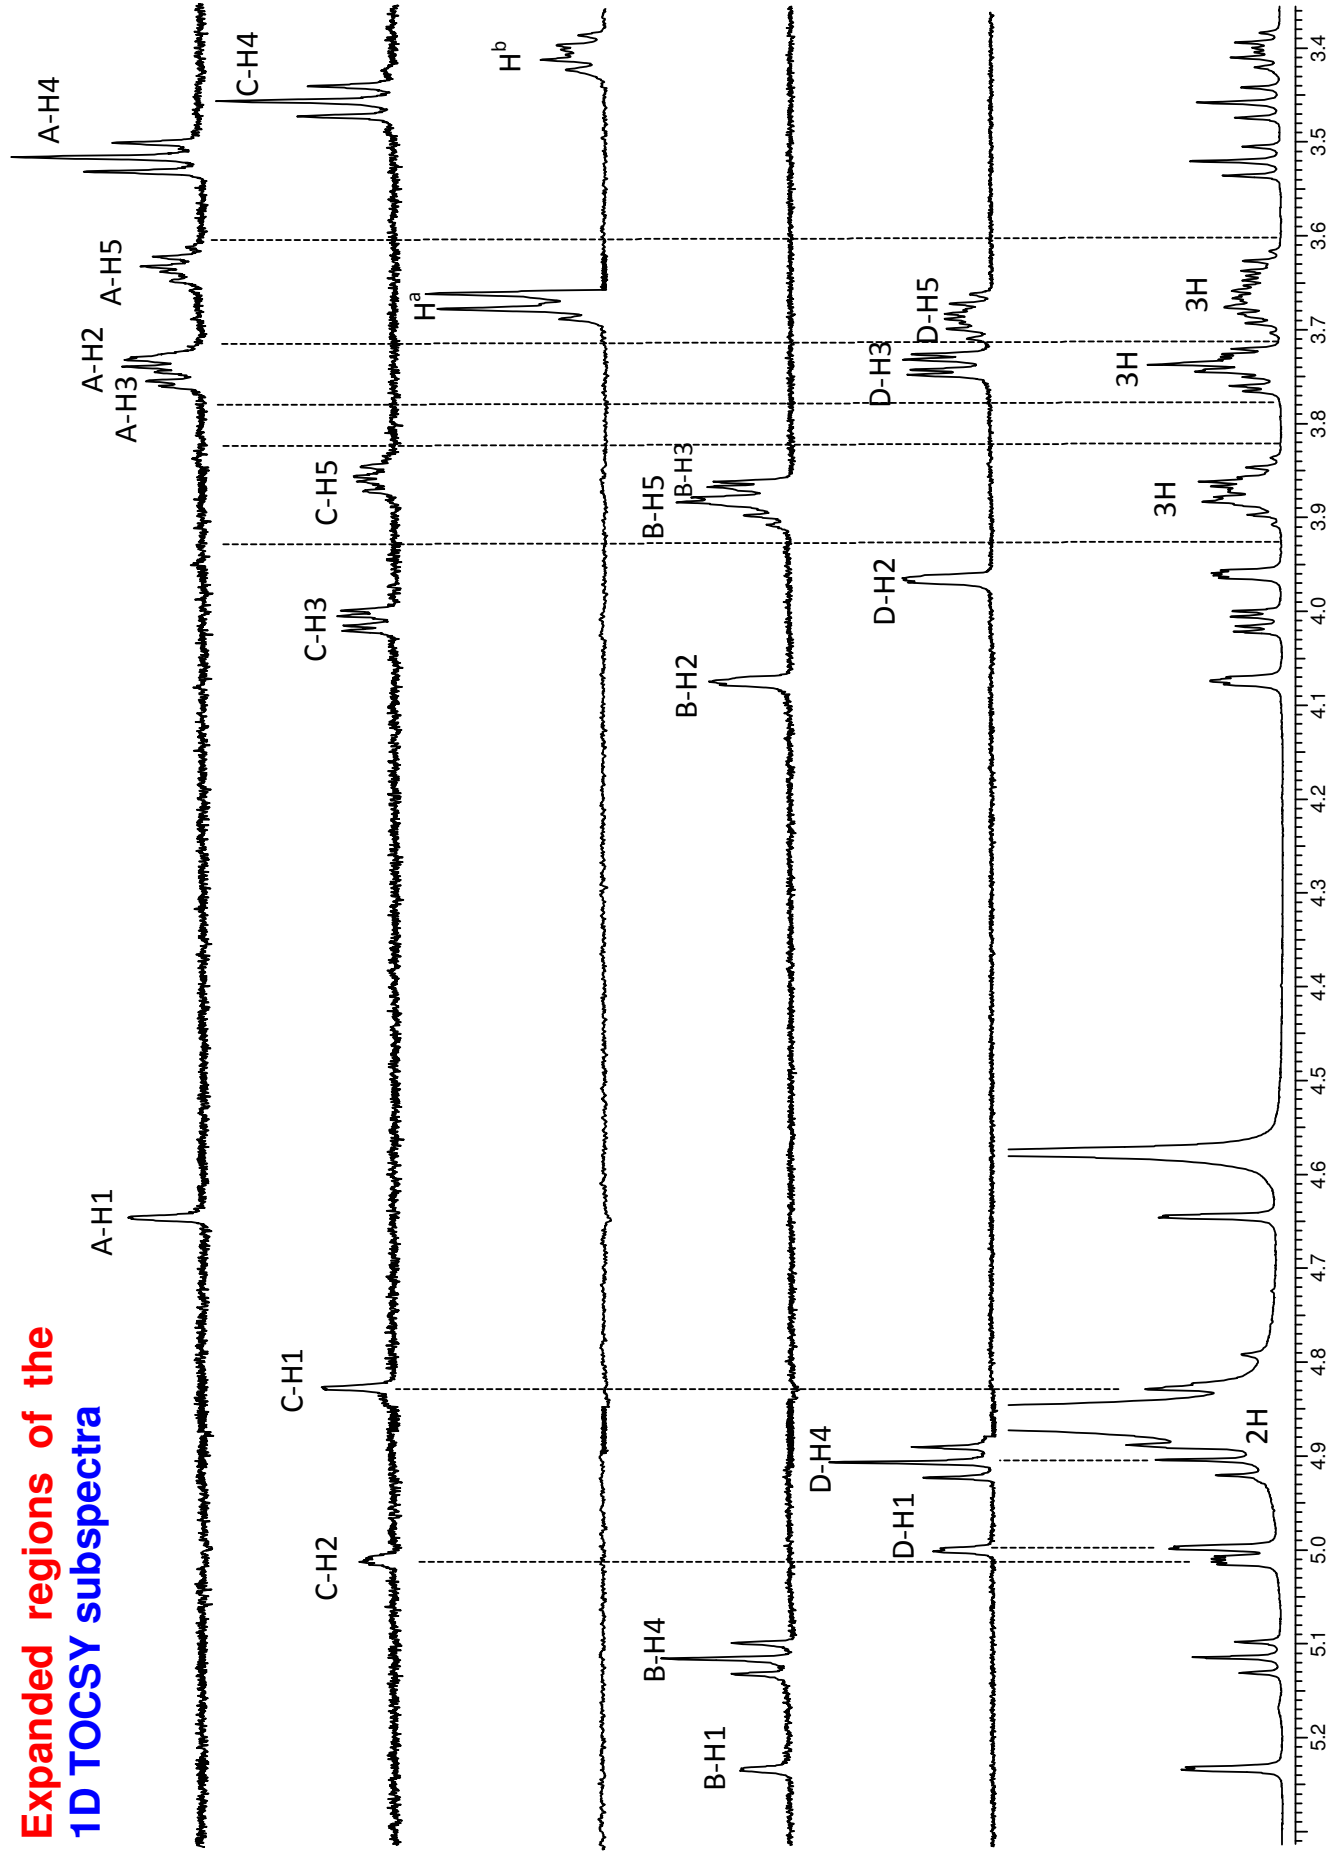 Expanded regions of the
1D TOCSY subspectra
A-H1
A-H3
A-H2
A-H5
A-H4
C-H2
C-H1
C-H3
C-H5
C-H4
Hᵃ
Hᵇ
B-H1
B-H4
B-H2
B-H5
B-H3
D-H1
D-H4
D-H2
D-H3
D-H5
2H
3H
3H
3H
5.2 5.1 5.0 4.9 4.8 4.7 4.6 4.5 4.4 4.3 4.2 4.1 4.0 3.9 3.8 3.7 3.6 3.5 3.4